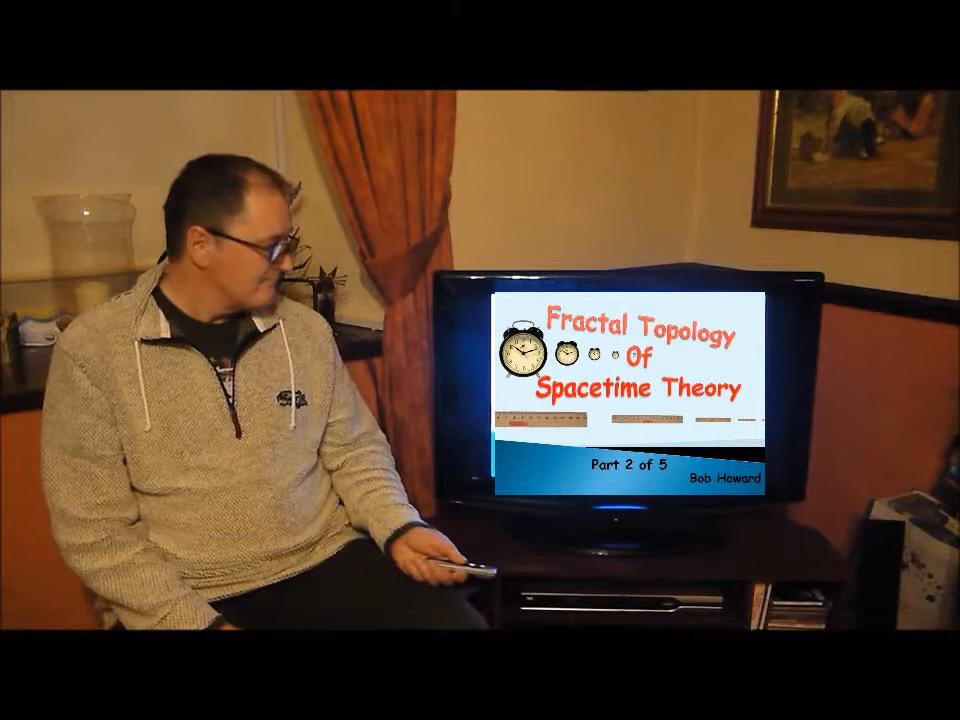 Fractal Topology
Of
Spacetime Theory
Part 2 of 5
Bob Howard